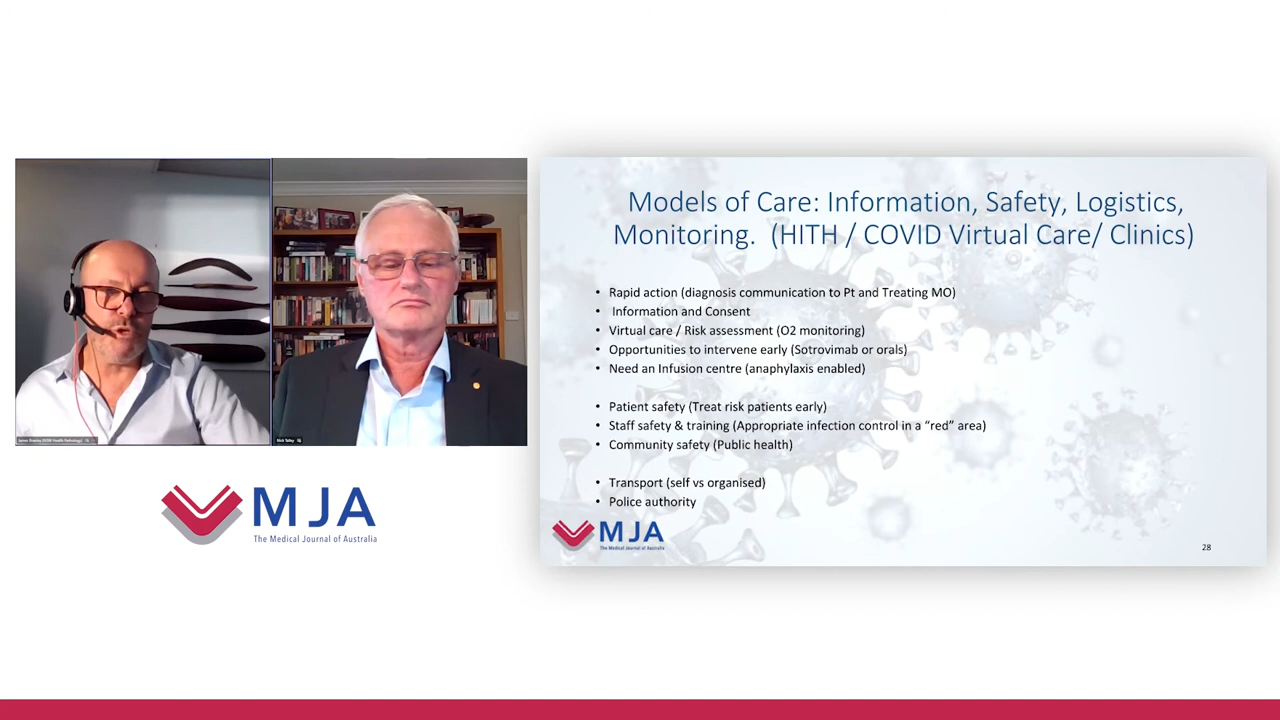 Models of Care: Information, Safety, Logistics,
Monitoring. (HITH / COVID Virtual Care/ Clinics)
• Rapid action (diagnosis communication to Pt and Treating MO)
• Information and Consent
• Virtual care / Risk assessment (O2 monitoring)
• Opportunities to intervene early (Sotrovimab or orals)
• Need an Infusion centre (anaphylaxis enabled)
• Patient safety (Treat risk patients early)
• Staff safety & training (Appropriate infection control in a “red” area)
• Community safety (Public health)
• Transport (self vs organised)
• Police authority
MJA
The Medical Journal of Australia
28
Nick Talley
MJA
The Medical Journal of Australia